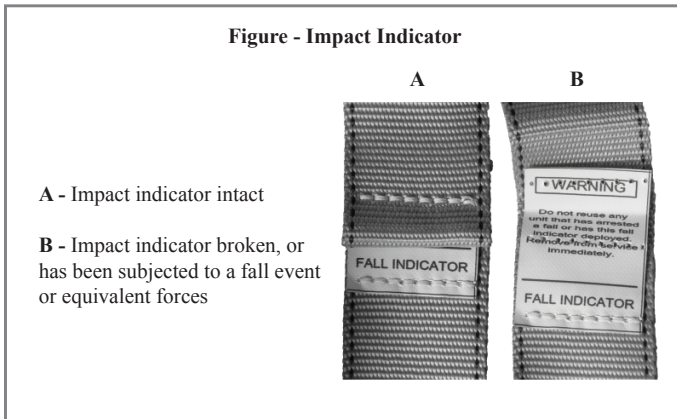 Figure - Impact Indicator
A
B
A - Impact indicator intact
B - Impact indicator broken, or
has been subjected to a fall event
or equivalent forces
FALL INDICATOR
WARNING
Do not reuse any
unit that has arrested
a fall or has this fall
indicator deployed.
Remove from service
immediately.
FALL INDICATOR